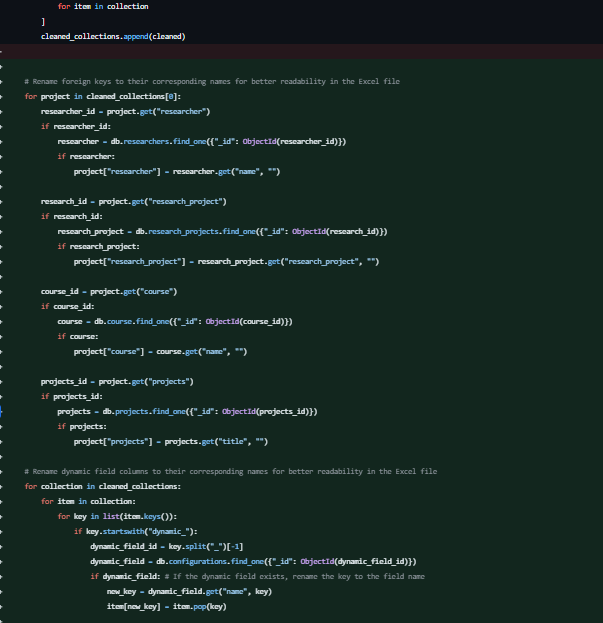 for item in collection
]
cleaned_collections.append(cleaned)
-
+
+ # Rename foreign keys to their corresponding names for better readability in the Excel file
+ for project in cleaned_collections[0]:
+ researcher_id = project.get("researcher")
+ if researcher_id:
+ researcher = db.researchers.find_one({"_id": ObjectId(researcher_id)})
+ if researcher:
+ project["researcher"] = researcher.get("name", "")
+
+ research_id = project.get("research_project")
+ if research_id:
+ research_project = db.research_projects.find_one({"_id": ObjectId(research_id)})
+ if research_project:
+ project["research_project"] = research_project.get("research_project", "")
+
+ course_id = project.get("course")
+ if course_id:
+ course = db.course.find_one({"_id": ObjectId(course_id)})
+ if course:
+ project["course"] = course.get("name", "")
+
+ projects_id = project.get("projects")
+ if projects_id:
+ projects = db.projects.find_one({"_id": ObjectId(projects_id)})
+ if projects:
+ project["projects"] = projects.get("title", "")
+
+ # Rename dynamic field columns to their corresponding names for better readability in the Excel file
+ for collection in cleaned_collections:
+ for item in collection:
+ for key in list(item.keys()):
+ if key.startswith("dynamic_"):
+ dynamic_field_id = key.split("_")[-1]
+ dynamic_field = db.configurations.find_one({"_id": ObjectId(dynamic_field_id)})
+ if dynamic_field: # If the dynamic field exists, rename the key to the field name
+ new_key = dynamic_field.get("name", key)
+ item[new_key] = item.pop(key)
+